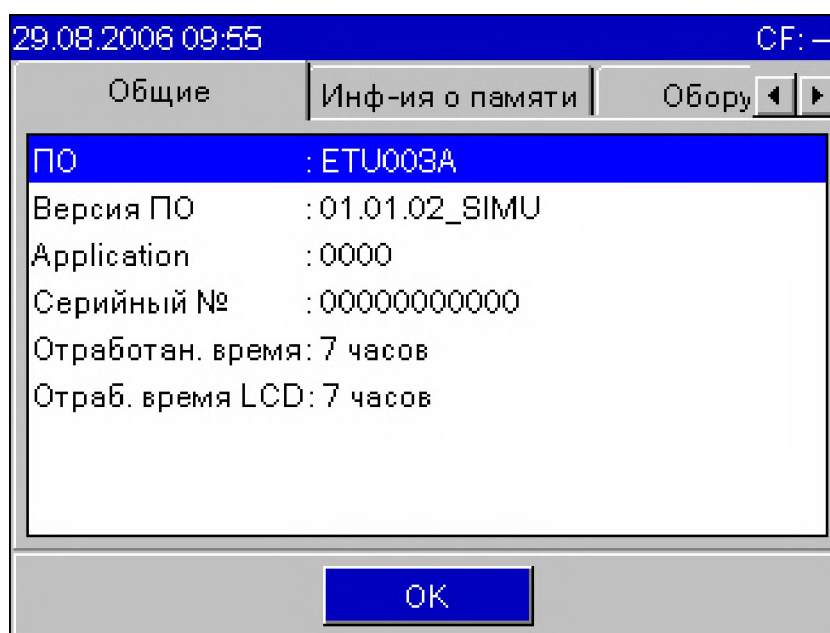 29.08.2006 09:55 CF: –
Общие Инф-ия о памяти Обору
ПО : ETU003A
Версия ПО : 01.01.02_SIMU
Application : 0000
Серийный № : 00000000000
Отработан. время: 7 часов
Отраб. время LCD: 7 часов
OK